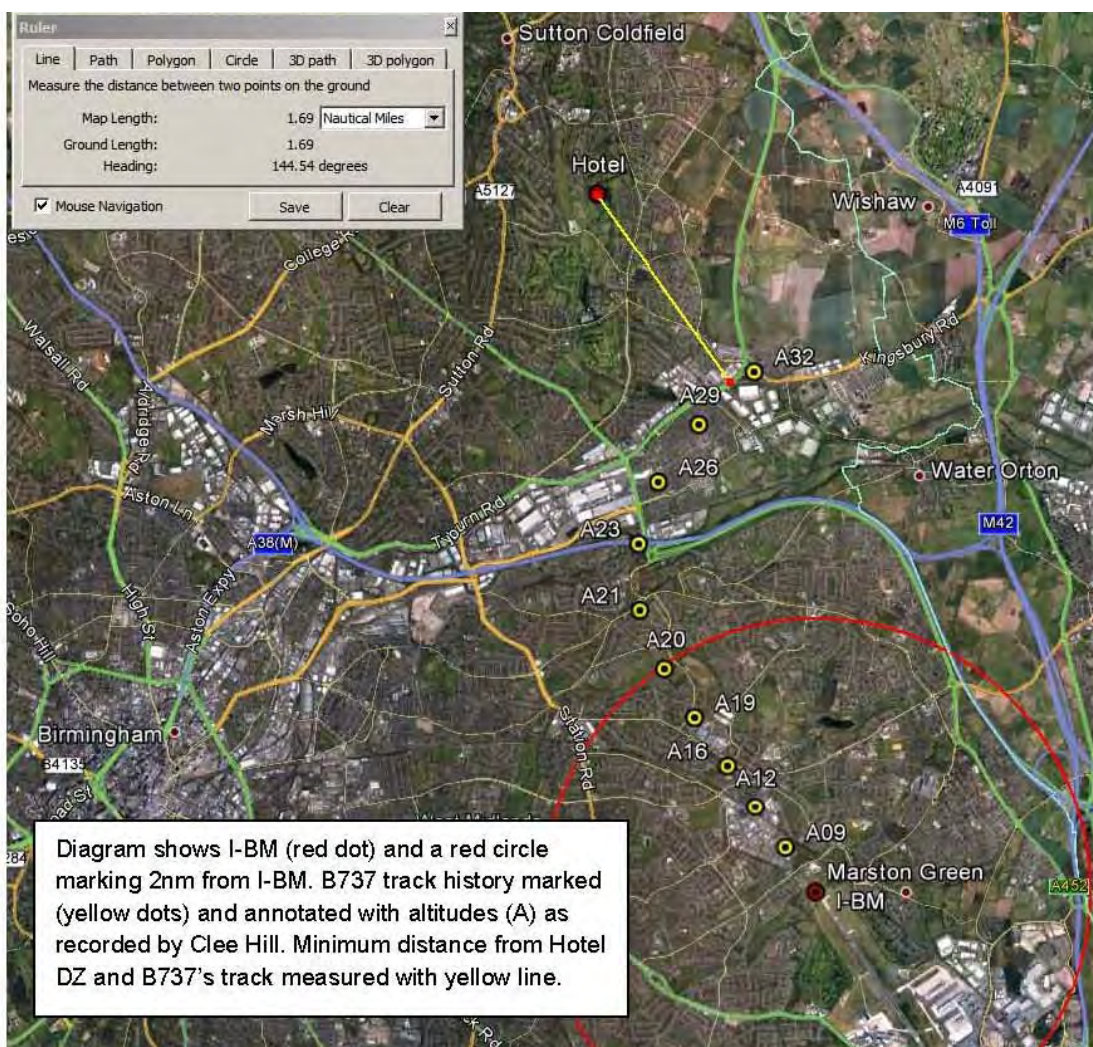 Ruler
Line Path Polygon Circle 3D path 3D polygon
Measure the distance between two points on the ground
Map Length: 1.69 Nautical Miles
Ground Length: 1.69
Heading: 144.54 degrees
Mouse Navigation Save Clear
Sutton Coldfield
Hotel
A5127
A4091
Wishaw
M6 Toll
College Rd
Walsall Rd
Aldridge Rd
Sutton Rd
Marsh Hill
A32
Kingsbury Rd
A29
A26
Water Orton
Aston Ln
Tyburn Rd
A38(M)
A23
M42
High St
Aston Expy
A21
Soho Hill
A20
A19
Station Rd
Birmingham
A16
A12
B4135
A09
Marston Green
I-BM
A452
284
Diagram shows I-BM (red dot) and a red circle
marking 2nm from I-BM. B737 track history marked
(yellow dots) and annotated with altitudes (A) as
recorded by Clee Hill. Minimum distance from Hotel
DZ and B737's track measured with yellow line.